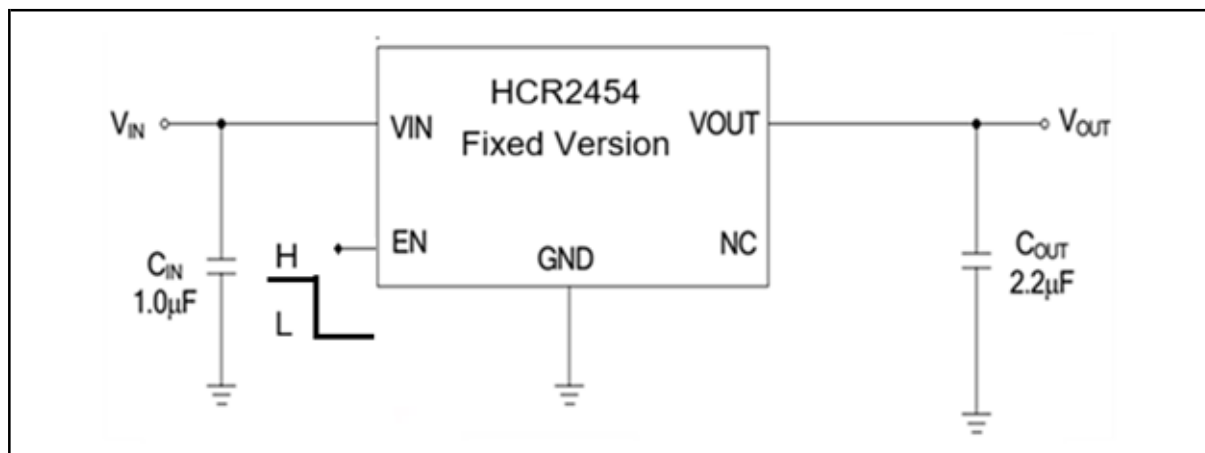 HCR2454
Fixed Version
VIN
VIN
VOUT
VOUT
EN
GND
NC
CIN
1.0μF
H
L
COUT
2.2μF